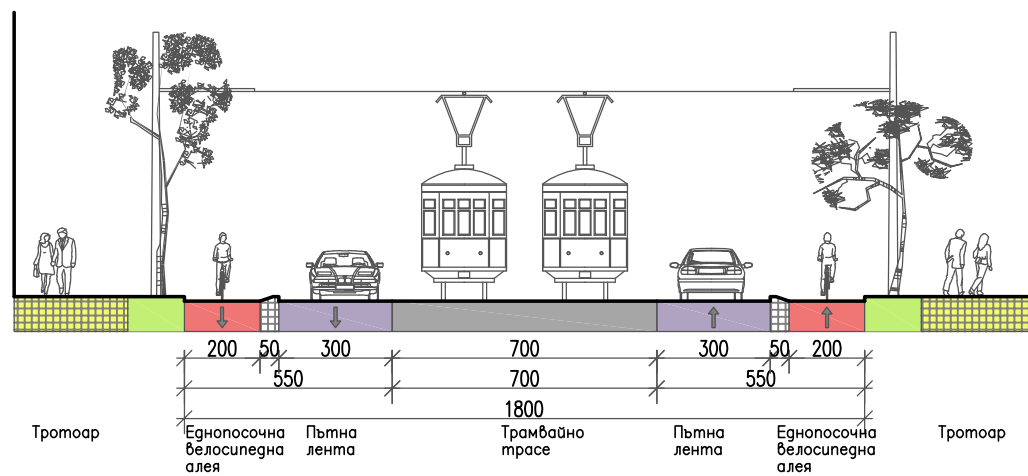 200 50 300 700 300 50 200
550 700 550
1800
Тротоар Еднопосочна Пътна Трамвайно Пътна Еднопосочна Тротоар
велосипедна лента трасе лента велосипедна
алея алея